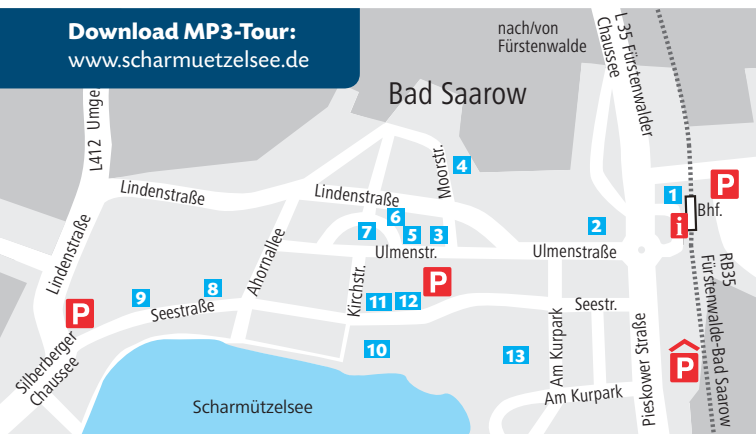 Download MP3-Tour:
www.scharmuetzelsee.de
nach/von
Fürstenwalde
L 35 Fürstenwalder
Chaussee
Bad Saarow
L412 Umge
Moorstr.
4
Lindenstraße
Lindenstraße
1
P
Bhf.
i
6
7
5
3
2
Ulmenstr.
Ulmenstraße
Lindenstraße
Ahornallee
Kirchstr.
P
9
8
P
Seestraße
11
12
Seestr.
RB35
Fürstenwalde-Bad Saarow
Silberberger
Chaussee
10
13
Am Kurpark
Pieskower Straße
P
Am Kurpark
Scharmützelsee